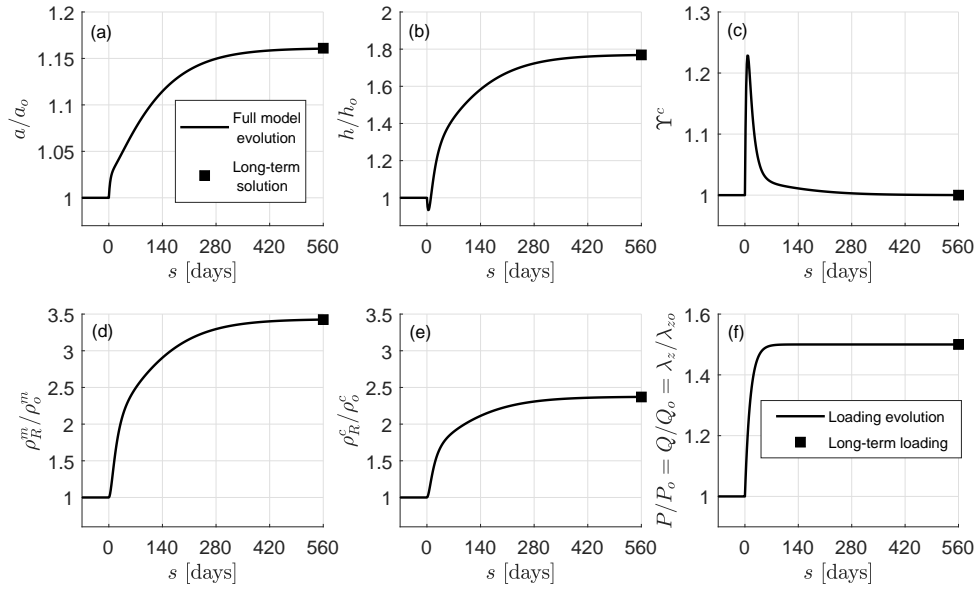 (a)
1.2
1.15
1.1
1.05
1
a/a_o
0 140 280 420 560
s [days]
Full model
evolution
Long-term
solution
(b)
2
1.8
1.6
1.4
1.2
1
h/h_o
0 140 280 420 560
s [days]
(c)
1.3
1.2
1.1
1
Υ^c
0 140 280 420 560
s [days]
(d)
3.5
3
2.5
2
1.5
1
ρ_R^m/ρ_o^m
0 140 280 420 560
s [days]
(e)
3.5
3
2.5
2
1.5
1
ρ_R^c/ρ_o^c
0 140 280 420 560
s [days]
(f)
1.6
1.4
1.2
1
P/P_o = Q/Q_o = λ_z/λ_zo
0 140 280 420 560
s [days]
Loading evolution
Long-term loading